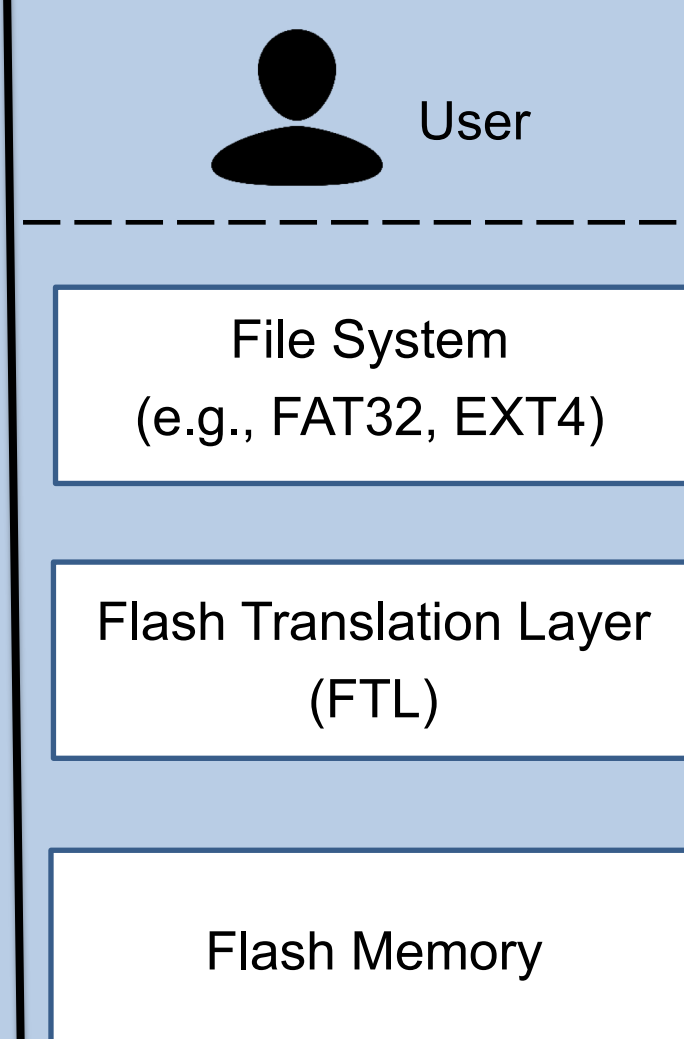 User
File System
(e.g., FAT32, EXT4)
Flash Translation Layer
(FTL)
Flash Memory